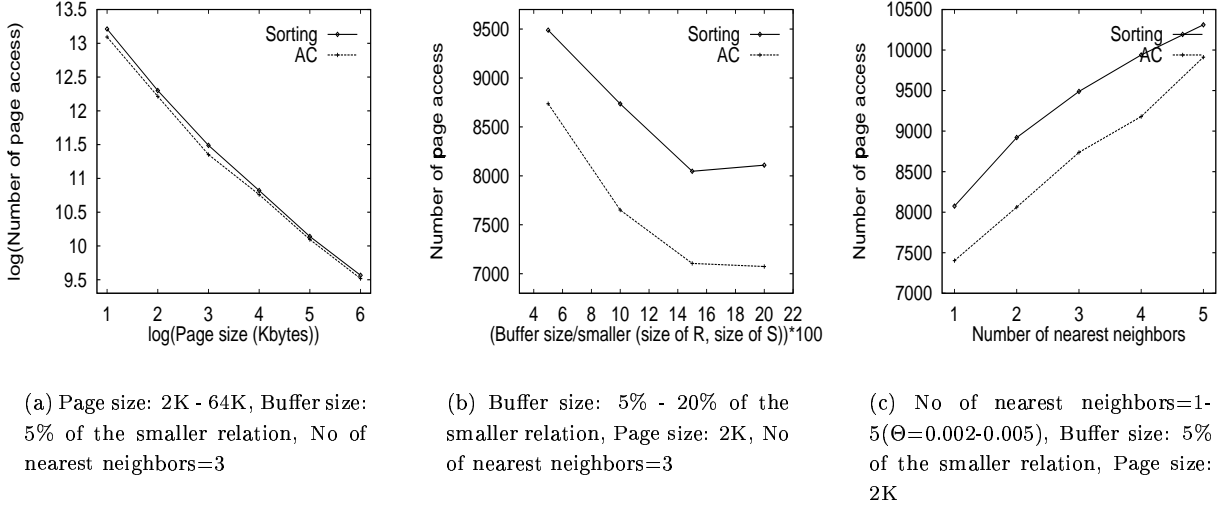 log(Number of page access)
13.5
13
12.5
12
11.5
11
10.5
10
9.5
Sorting
AC
1 2 3 4 5 6
log(Page size (Kbytes))
Number of page access
9500
9000
8500
8000
7500
7000
Sorting
AC
4 6 8 10 12 14 16 18 20 22
(Buffer size/smaller (size of R, size of S))*100
Number of page access
10500
10000
9500
9000
8500
8000
7500
7000
Sorting
AC
1 2 3 4 5
Number of nearest neighbors
(a) Page size: 2K - 64K, Buffer size:
5% of the smaller relation, No of
nearest neighbors=3
(b) Buffer size: 5% - 20% of the
smaller relation, Page size: 2K, No
of nearest neighbors=3
(c) No of nearest neighbors=1-
5(Θ=0.002-0.005), Buffer size: 5%
of the smaller relation, Page size:
2K